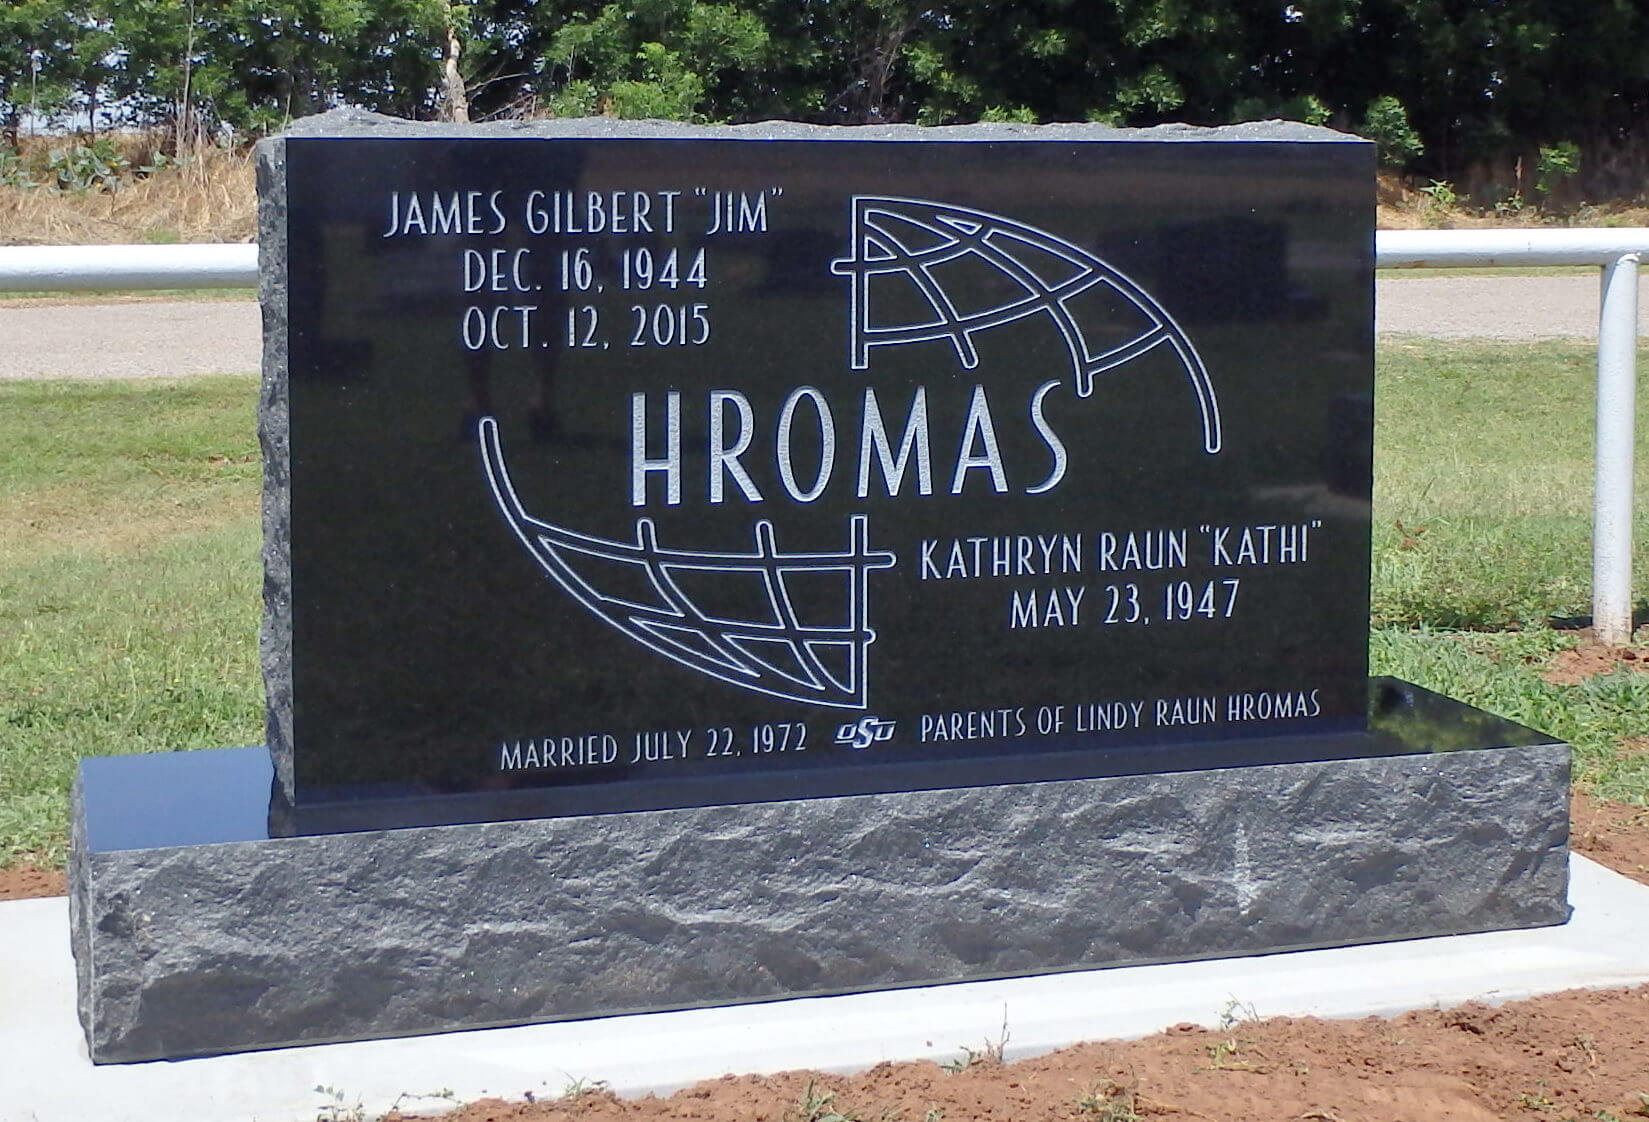 JAMES GILBERT "JIM"
DEC. 16, 1944
OCT. 12, 2015
HROMAS
KATHRYN RAUN "KATHI"
MAY 23, 1947
MARRIED JULY 22, 1972 OSU PARENTS OF LINDY RAUN HROMAS